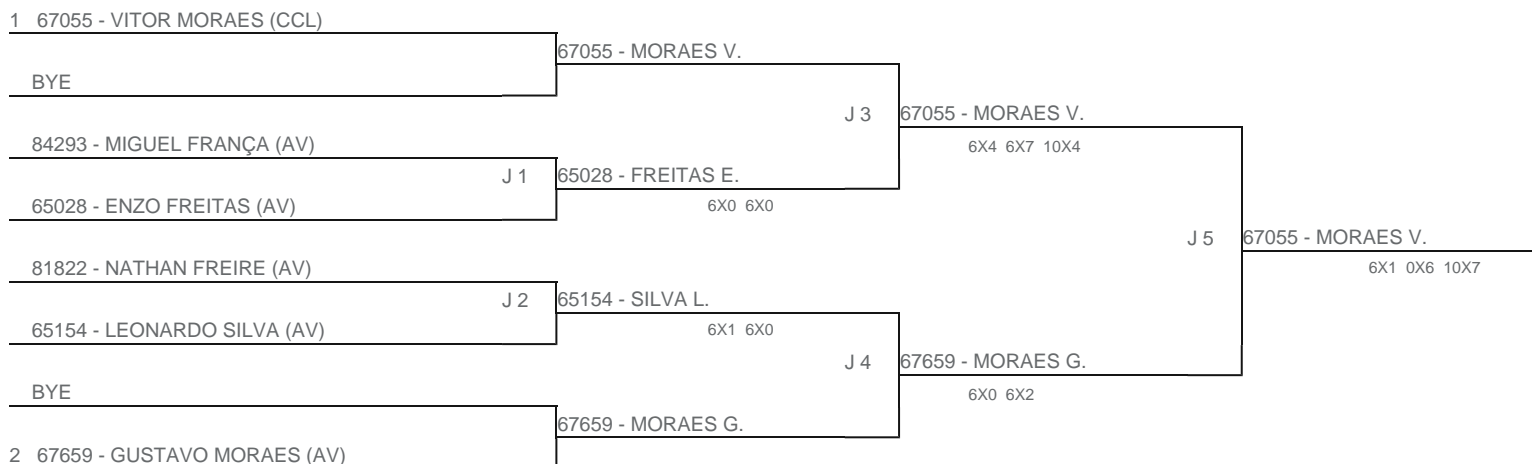 1 67055 - VITOR MORAES (CCL)
67055 - MORAES V.
BYE
J 3 67055 - MORAES V.
84293 - MIGUEL FRANÇA (AV)
6X4 6X7 10X4
J 1 65028 - FREITAS E.
65028 - ENZO FREITAS (AV)
6X0 6X0
J 5 67055 - MORAES V.
81822 - NATHAN FREIRE (AV)
6X1 0X6 10X7
J 2 65154 - SILVA L.
65154 - LEONARDO SILVA (AV)
6X1 6X0
J 4 67659 - MORAES G.
BYE
6X0 6X2
67659 - MORAES G.
2 67659 - GUSTAVO MORAES (AV)